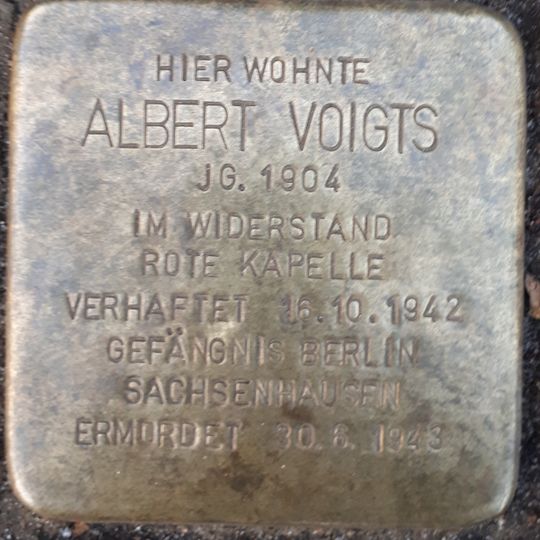 HIER WOHNTE
ALBERT VOIGTS
JG. 1904
IM WIDERSTAND
ROTE KAPELLE
VERHAFTET 16.10.1942
GEFÄNGNIS BERLIN
SACHSENHAUSEN
ERMORDET 30.6.1943